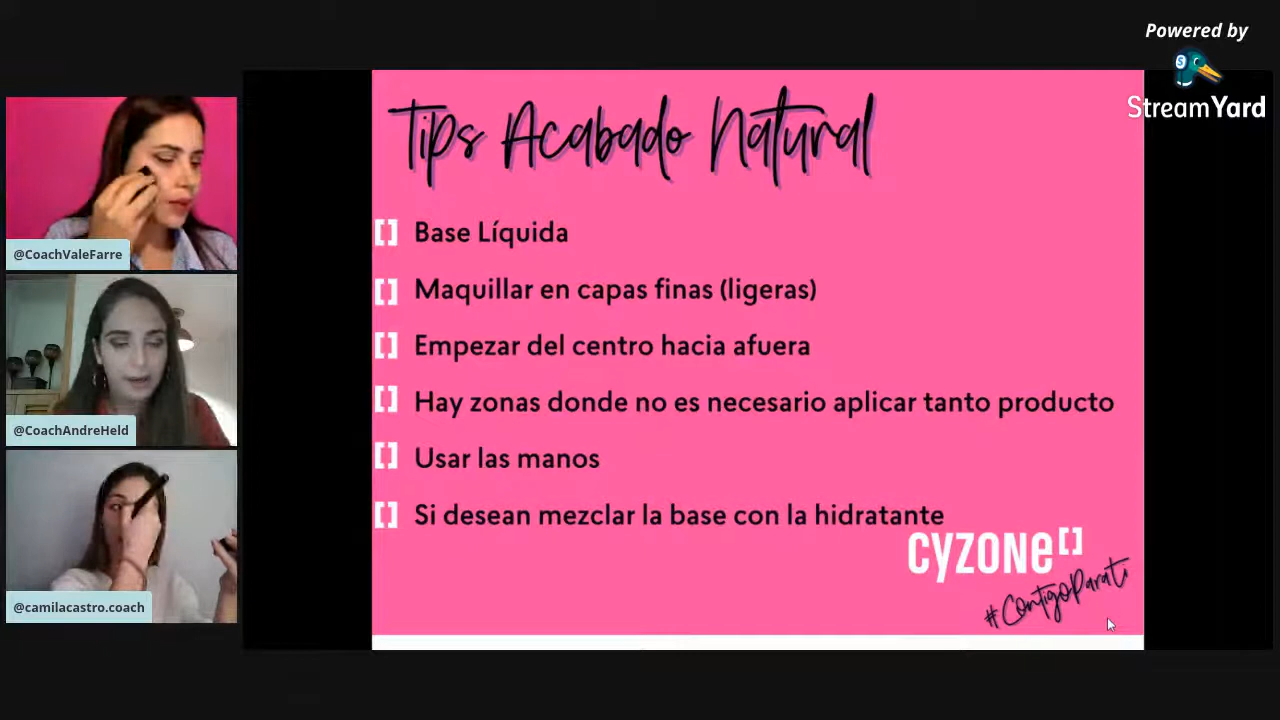 Powered by
StreamYard
@CoachValeFarre
@CoachAndreHeld
@camilacastro.coach
Tips Acabado Natural
[] Base Líquida
[] Maquillar en capas finas (ligeras)
[] Empezar del centro hacia afuera
[] Hay zonas donde no es necesario aplicar tanto producto
[] Usar las manos
[] Si desean mezclar la base con la hidratante
CYZONe[]
#ContigoParati